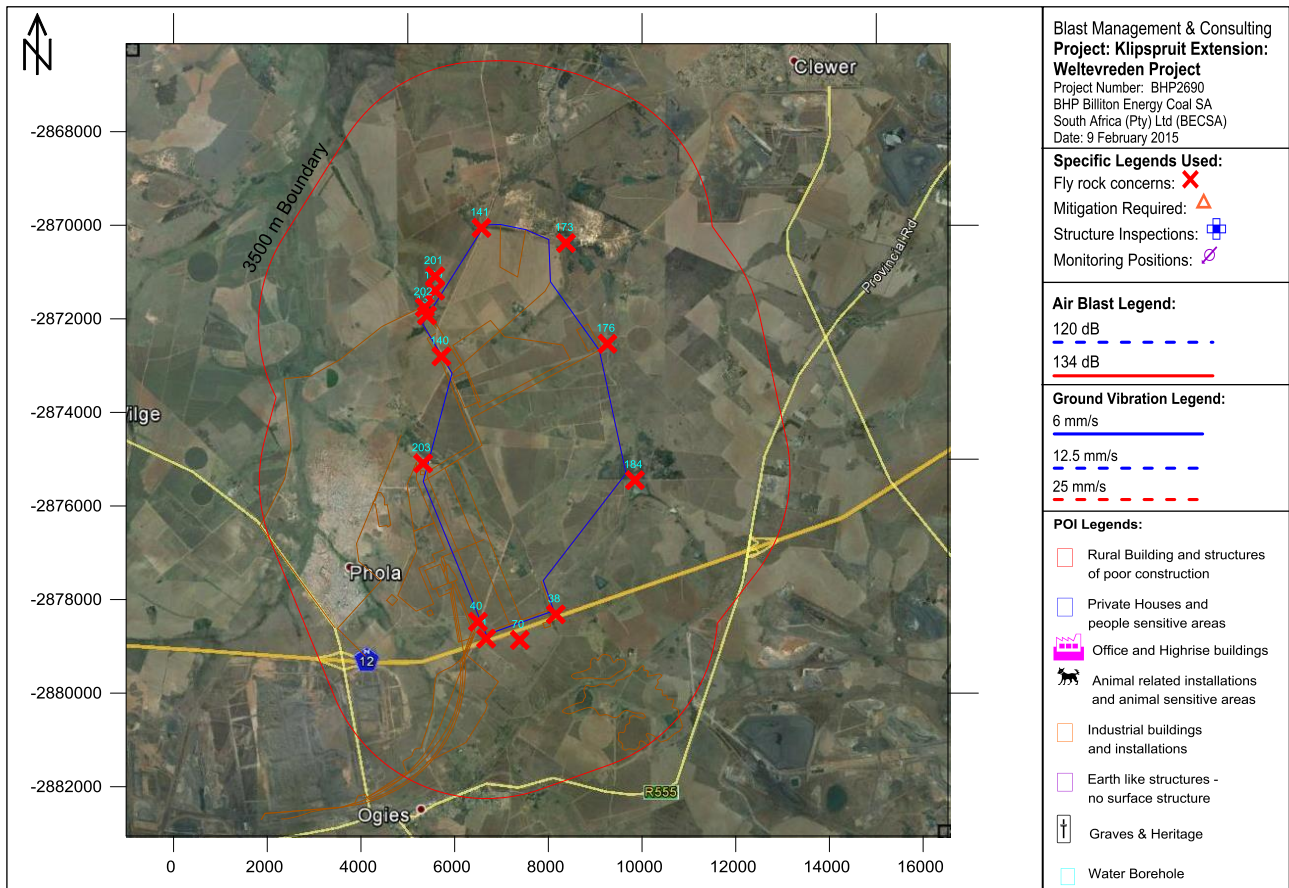 N
Clewer
-2868000
3500 m Boundary
141
-2870000
173
Provincial Rd
201
202
-2872000
176
140
-2874000
203
184
-2876000
Phola
-2878000
40
38
70
12
-2880000
-2882000
R555
Ogies
0
2000
4000
6000
8000
10000
12000
14000
16000
Blast Management & Consulting
Project: Klipspruit Extension:
Weltevreden Project
Project Number: BHP2690
BHP Billiton Energy Coal SA
South Africa (Pty) Ltd (BECSA)
Date: 9 February 2015
Specific Legends Used:
Fly rock concerns:
Mitigation Required:
Structure Inspections:
Monitoring Positions:
Air Blast Legend:
120 dB
134 dB
Ground Vibration Legend:
6 mm/s
12.5 mm/s
25 mm/s
POI Legends:
Rural Building and structures
of poor construction
Private Houses and
people sensitive areas
Office and Highrise buildings
Animal related installations
and animal sensitive areas
Industrial buildings
and installations
Earth like structures -
no surface structure
Graves & Heritage
Water Borehole